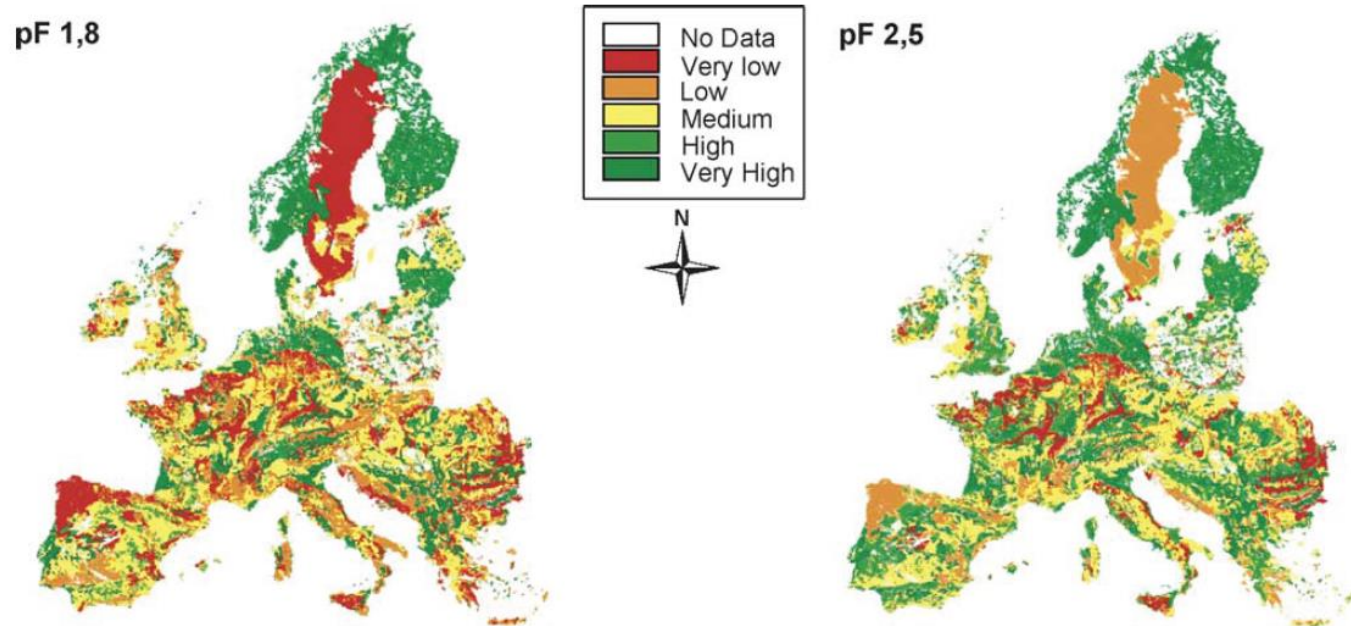 pF 1,8
No Data
Very low
Low
Medium
High
Very High
N
pF 2,5